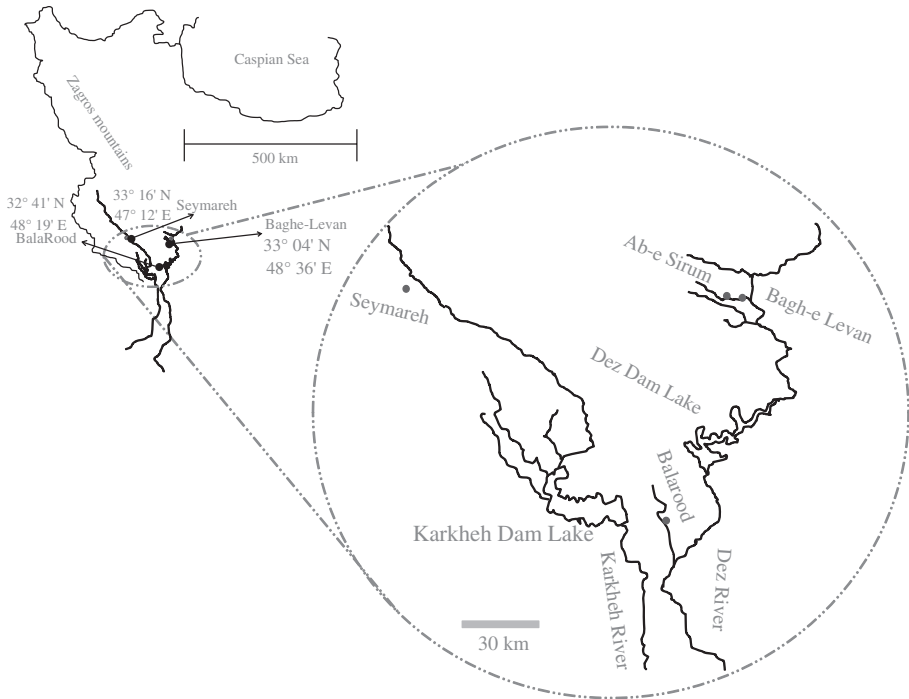 Caspian Sea
Zagros mountains
500 km
32° 41' N
48° 19' E
BalaRood
33° 16' N
47° 12' E
Seymareh
Baghe-Levan
33° 04' N
48° 36' E
Ab-e Sirum
Bagh-e Levan
Seymareh
Dez Dam Lake
Balarood
Karkheh Dam Lake
Karkheh River
Dez River
30 km